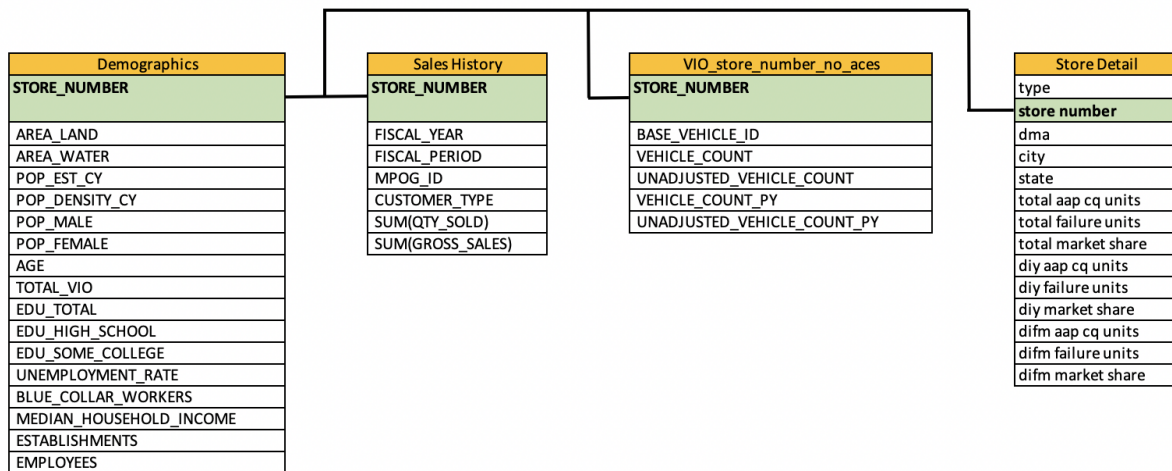 Demographics
STORE_NUMBER
AREA_LAND
AREA_WATER
POP_EST_CY
POP_DENSITY_CY
POP_MALE
POP_FEMALE
AGE
TOTAL_VIO
EDU_TOTAL
EDU_HIGH_SCHOOL
EDU_SOME_COLLEGE
UNEMPLOYMENT_RATE
BLUE_COLLAR_WORKERS
MEDIAN_HOUSEHOLD_INCOME
ESTABLISHMENTS
EMPLOYEES
Sales History
STORE_NUMBER
FISCAL_YEAR
FISCAL_PERIOD
MPOG_ID
CUSTOMER_TYPE
SUM(QTY_SOLD)
SUM(GROSS_SALES)
VIO_store_number_no_aces
STORE_NUMBER
BASE_VEHICLE_ID
VEHICLE_COUNT
UNADJUSTED_VEHICLE_COUNT
VEHICLE_COUNT_PY
UNADJUSTED_VEHICLE_COUNT_PY
Store Detail
type
store number
dma
city
state
total aap cq units
total failure units
total market share
diy aap cq units
diy failure units
diy market share
difm aap cq units
difm failure units
difm market share